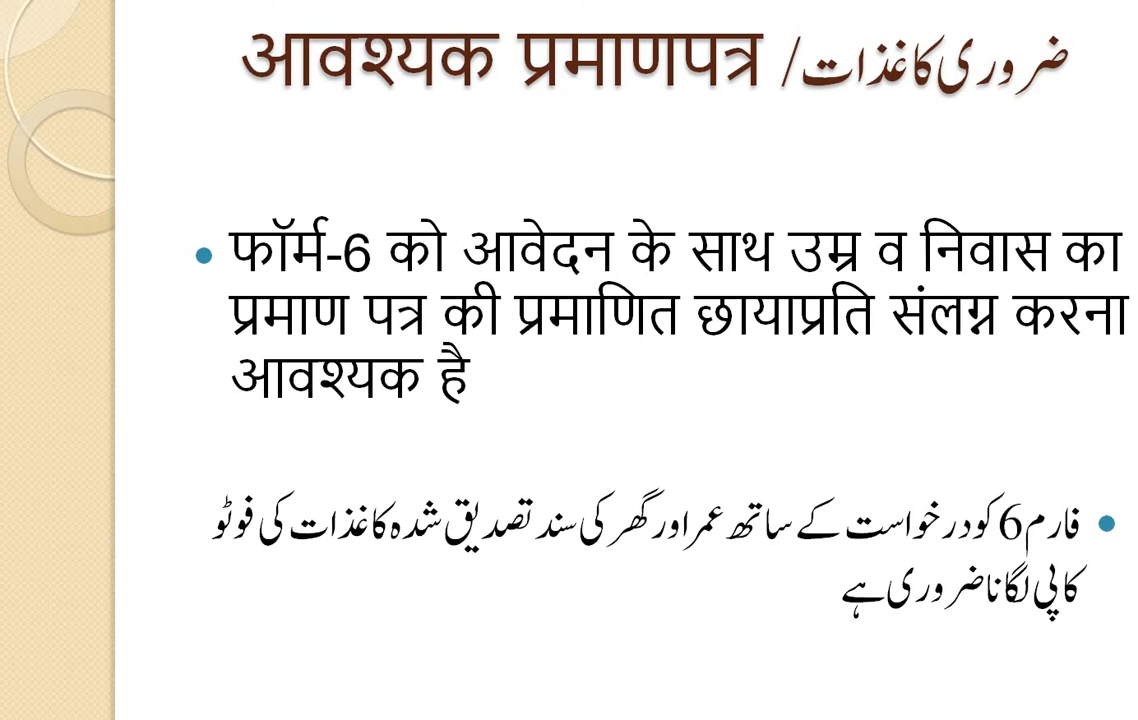 आवश्यक प्रमाणपत्र /ضروری کاغذات
• फॉर्म-6 को आवेदन के साथ उम्र व निवास का
प्रमाण पत्र की प्रमाणित छायाप्रति संलग्न करना
आवश्यक है
• فارم 6 کو درخواست کے ساتھ عمر اور گھر کی سند تصدیق شدہ کاغذات کی فوٹو
کاپی لگانا ضروری ہے